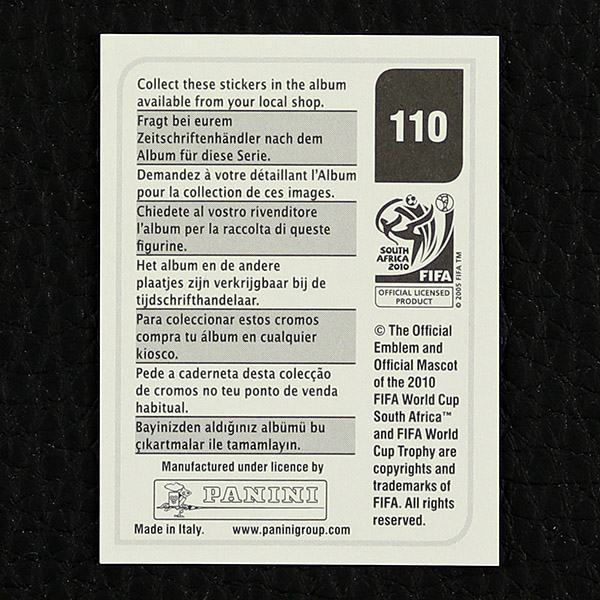 Collect these stickers in the album
available from your local shop.
Fragt bei eurem
Zeitschriftenhändler nach dem
Album für diese Serie.
Demandez à votre détaillant l'Album
pour la collection de ces images.
Chiedete al vostro rivenditore
l'album per la raccolta di queste
figurine.
Het album en de andere
plaatjes zijn verkrijgbaar bij de
tijdschrifthandelaar.
Para coleccionar estos cromos
compra tu álbum en cualquier
kiosco.
Pede a caderneta desta colecção
de cromos no teu ponto de venda
habitual.
Bayinizden aldığınız albümü bu
çıkartmalar ile tamamlayın.
Manufactured under licence by
PANINI
Made in Italy. www.paninigroup.com
110
SOUTH
AFRICA
2010
FIFA
OFFICIAL LICENSED
PRODUCT
© 2005 FIFA TM
© The Official
Emblem and
Official Mascot
of the 2010
FIFA World Cup
South Africa™
and FIFA World
Cup Trophy are
copyrights and
trademarks of
FIFA. All rights
reserved.